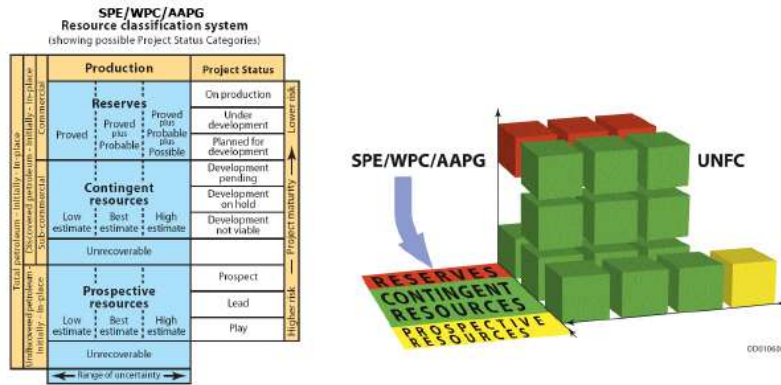 SPE/WPC/AAPG
Resource classification system
(showing possible Project Status Categories)
Production
Project Status
Reserves
Proved
Proved
plus
Probable
Proved
plus
Probable
plus
Possible
On production
Under
development
Planned for
development
Contingent
resources
Low
estimate
Best
estimate
High
estimate
Development
pending
Development
on hold
Development
not viable
Unrecoverable
Prospective
resources
Low
estimate
Best
estimate
High
estimate
Prospect
Lead
Play
Unrecoverable
Range of uncertainty
Total petroleum - Initially - In-place
Discovered petroleum - Initially - In-place
Commercial
Sub-commercial
Undiscovered petroleum -
Initially - In-place
Lower risk
Project maturity
Higher risk
SPE/WPC/AAPG
UNFC
RESERVES
CONTINGENT
RESOURCES
PROSPECTIVE
RESOURCES